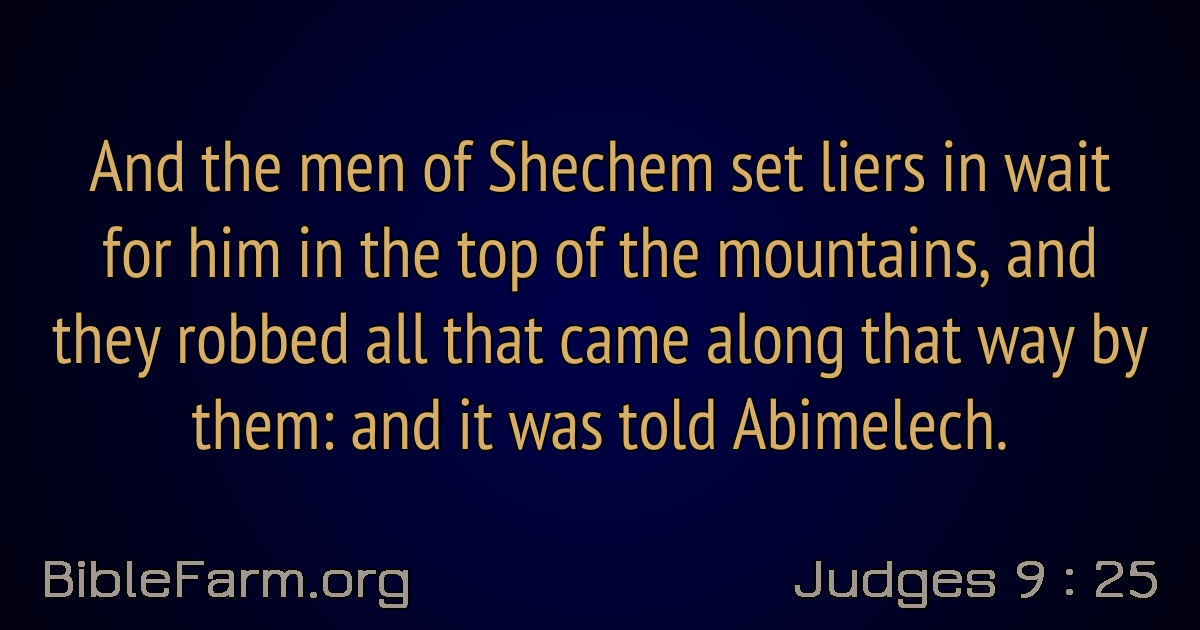 And the men of Shechem set liers in wait
for him in the top of the mountains, and
they robbed all that came along that way by
them: and it was told Abimelech.
BibleFarm.org
Judges 9 : 25